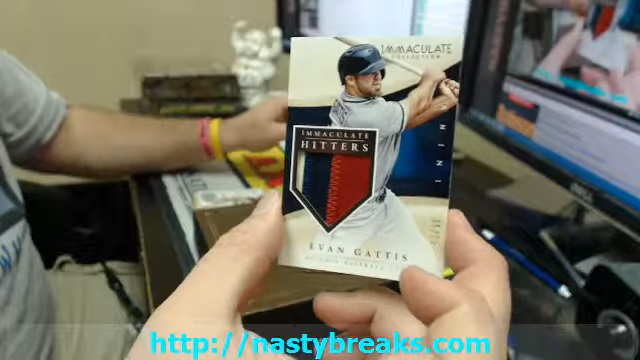 IMMACULATE
COLLECTION
IMMACULATE
HITTERS
EVAN GATTIS
http://nastybreaks.com